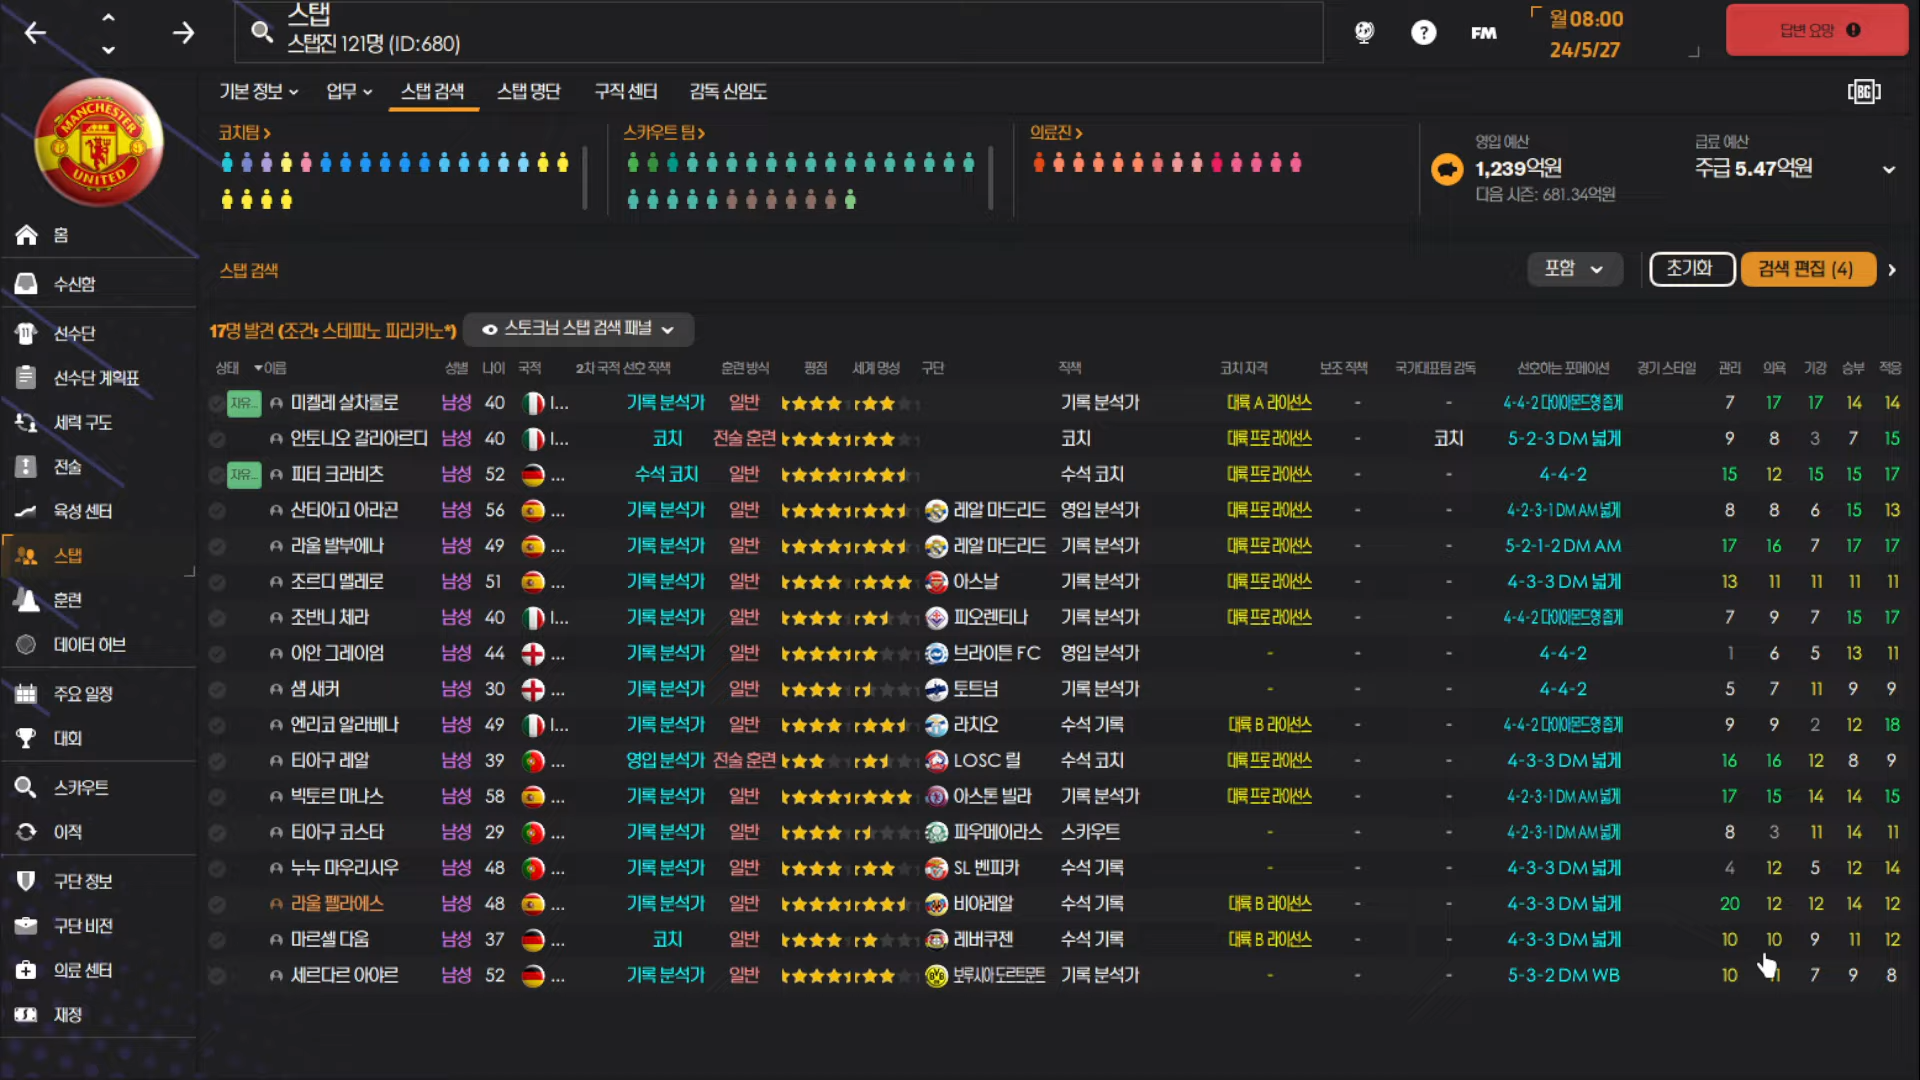 스탭
스탭진 121명 (ID:680)
FM
월 08:00
24/5/27
답변 요망
MANCHESTER
UNITED
기본 정보
업무
스탭 검색
스탭 명단
구직 센터
감독 신임도
[BG]
코치팀 >
스카우트 팀 >
의료진 >
영입 예산
1,239억원
다음 시즌: 681.34억원
급료 예산
주급 5.47억원
홈
수신함
선수단
선수단 계획표
세력 구도
전술
육성 센터
스탭
훈련
데이터 허브
주요 일정
대회
스카우트
이적
구단 정보
구단 비전
의료 센터
재정
스탭 검색
포함
초기화
검색 편집 (4)
17명 발견 (조건: 스테파노 피리카노*)
스토크님 스탭 검색 패널
상태 이름 성별 나이 국적 2차 국적 선호 직책 훈련 방식 평점 세계 명성 구단 직책 코치 자격 보조 직책 국가대표팀 감독 선호하는 포메이션 경기 스타일 관리 의욕 기강 승부 적응
자유... 미켈레 살차룰로 남성 40 I... 기록 분석가 일반 기록 분석가 대륙 A 라이선스 - - 4-4-2 다이아몬드형 좁게 7 17 17 14 14
안토니오 갈리아르디 남성 40 I... 코치 전술 훈련 코치 대륙 프로 라이선스 - 코치 5-2-3 DM 넓게 9 8 3 7 15
자유... 피터 크라비츠 남성 52 ... 수석 코치 일반 수석 코치 대륙 프로 라이선스 - - 4-4-2 15 12 15 15 17
산티아고 아라곤 남성 56 ... 기록 분석가 일반 레알 마드리드 영입 분석가 대륙 프로 라이선스 - - 4-2-3-1 DM AM 넓게 8 8 6 15 13
라울 발부에나 남성 49 ... 기록 분석가 일반 레알 마드리드 기록 분석가 대륙 프로 라이선스 - - 5-2-1-2 DM AM 17 16 7 17 17
조르디 멜레로 남성 51 ... 기록 분석가 일반 아스날 기록 분석가 대륙 프로 라이선스 - - 4-3-3 DM 넓게 13 11 11 11 11
조반니 체라 남성 40 I... 기록 분석가 일반 피오렌티나 기록 분석가 대륙 프로 라이선스 - - 4-4-2 다이아몬드형 좁게 7 9 7 15 17
이안 그레이엄 남성 44 ... 기록 분석가 일반 브라이튼 FC 영입 분석가 - - - 4-4-2 1 6 5 13 11
샘 새커 남성 30 ... 기록 분석가 일반 토트넘 기록 분석가 - - - 4-4-2 5 7 11 9 9
엔리코 알라베나 남성 49 I... 기록 분석가 일반 라치오 수석 기록 대륙 B 라이선스 - - 4-4-2 다이아몬드형 좁게 9 9 2 12 18
티아구 레알 남성 39 ... 영입 분석가 전술 훈련 LOSC 릴 수석 코치 대륙 프로 라이선스 - - 4-3-3 DM 넓게 16 16 12 8 9
빅토르 마냐스 남성 58 ... 기록 분석가 일반 아스톤 빌라 기록 분석가 대륙 프로 라이선스 - - 4-2-3-1 DM AM 넓게 17 15 14 14 15
티아구 코스타 남성 29 ... 기록 분석가 일반 파우메이라스 스카우트 - - - 4-2-3-1 DM AM 넓게 8 3 11 14 11
누누 마우리시우 남성 48 ... 기록 분석가 일반 SL 벤피카 수석 기록 - - - 4-3-3 DM 넓게 4 12 5 12 14
라울 펠라에스 남성 48 ... 기록 분석가 일반 비야레알 수석 기록 대륙 B 라이선스 - - 4-3-3 DM 넓게 20 12 12 14 12
마르셀 다움 남성 37 ... 코치 일반 레버쿠젠 수석 기록 대륙 B 라이선스 - - 4-3-3 DM 넓게 10 10 9 11 12
세르다르 아야르 남성 52 ... 기록 분석가 일반 보루시아 도르트문트 기록 분석가 - - - 5-3-2 DM WB 10 7 9 8